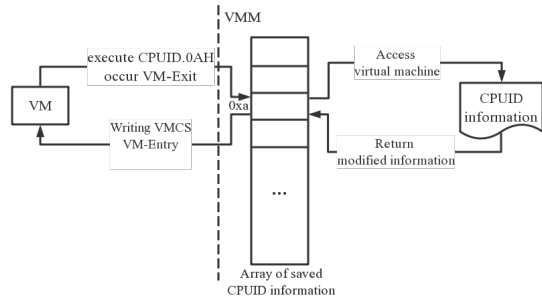 VMM
execute CPUID.0AH
occur VM-Exit
VM
0xa
Writing VMCS
VM-Entry
Access
virtual machine
CPUID
information
Return
modified information
...
Array of saved
CPUID information